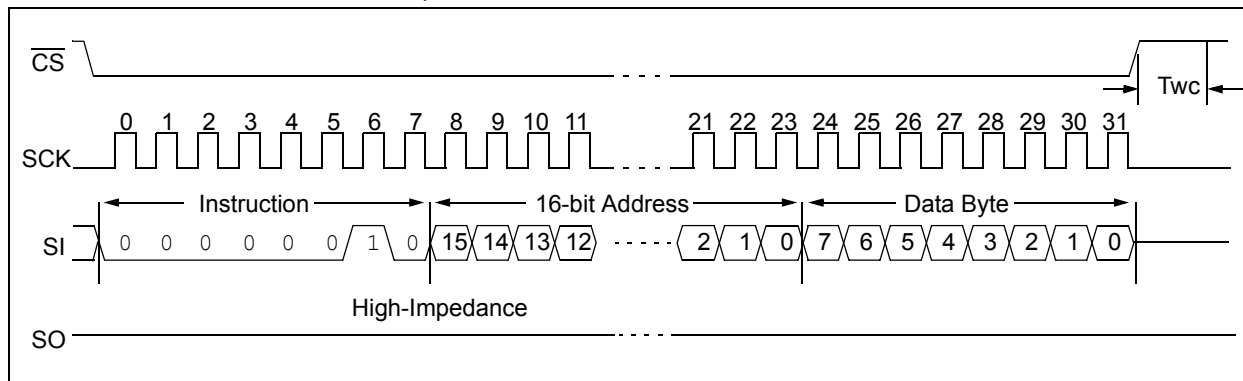 CS
Twc
0 1 2 3 4 5 6 7 8 9 10 11 21 22 23 24 25 26 27 28 29 30 31
SCK
Instruction 16-bit Address Data Byte
SI 0 0 0 0 0 0 1 0 15 14 13 12 2 1 0 7 6 5 4 3 2 1 0
High-Impedance
SO